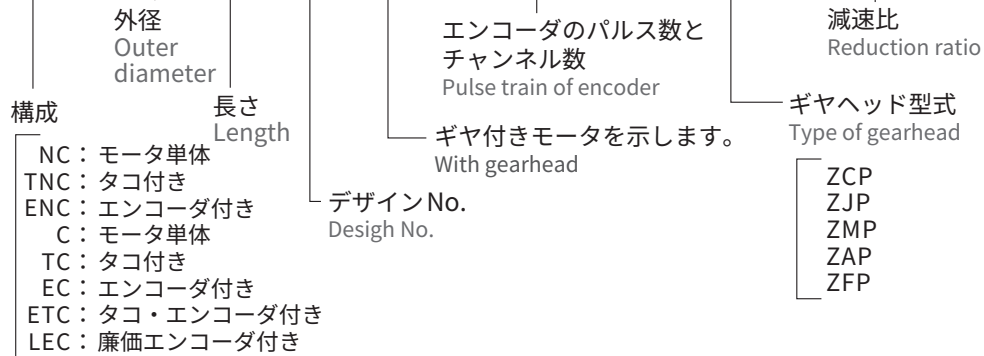 外径
Outer
diameter
エンコーダのパルス数と
チャンネル数
Pulse train of encoder
減速比
Reduction ratio
構成
長さ
Length
ギヤヘッド型式
Type of gearhead
ギヤ付きモータを示します。
With gearhead
NC：モータ単体
TNC：タコ付き
ENC：エンコーダ付き
C：モータ単体
TC：タコ付き
EC：エンコーダ付き
ETC：タコ・エンコーダ付き
LEC：廉価エンコーダ付き
デザインNo.
Desigh No.
ZCP
ZJP
ZMP
ZAP
ZFP